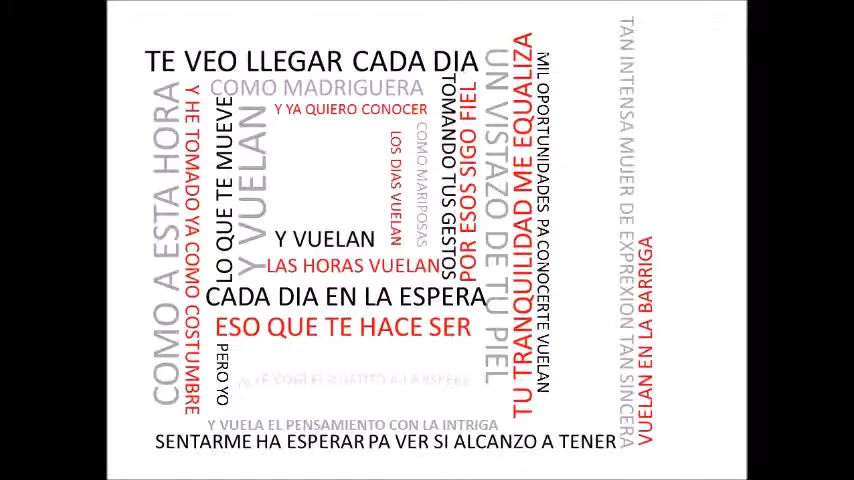 TE VEO LLEGAR CADA DIA
COMO A ESTA HORA
Y HE TOMADO YA COMO COSTUMBRE
SENTARME HA ESPERAR PA VER SI ALCANZO A TENER
UN VISTAZO DE TU PIEL
TU TRANQUILIDAD ME EQUALIZA
MIL OPORTUNIDADES PA CONOCERTE VUELAN
TAN INTENSA MUJER DE EXPREXION TAN SINCERA
VUELAN EN LA BARRIGA
COMO MADRIGUERA
Y YA QUIERO CONOCER
LO QUE TE MUEVE
Y VUELAN
LOS DIAS VUELAN
COMO MARIPOSAS
TOMANDO TUS GESTOS
POR ESOS SIGO FIEL
Y VUELAN
LAS HORAS VUELAN
CADA DIA EN LA ESPERA
ESO QUE TE HACE SER
PERO YO
A LA ESPERA
Y VUELA EL PENSAMIENTO CON LA INTRIGA